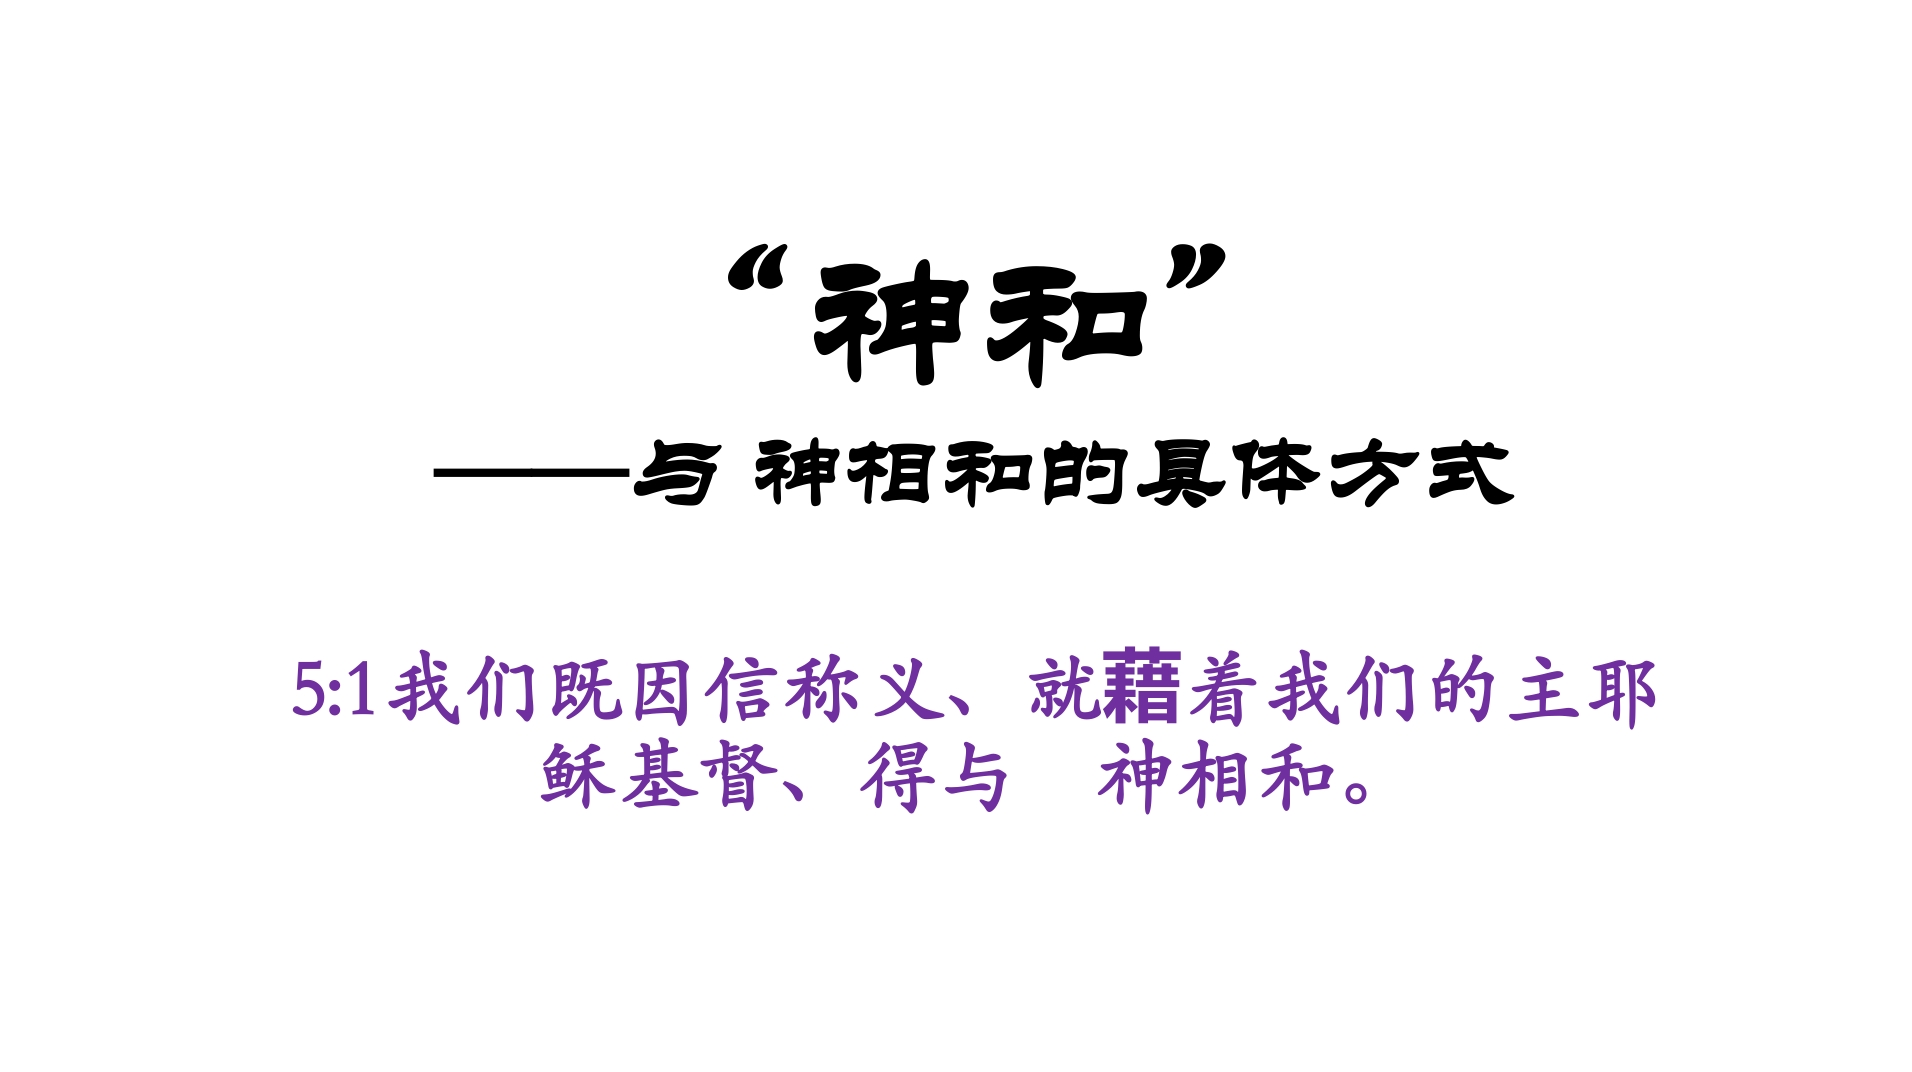 “神和”
——与 神相和的具体方式
5:1我们既因信称义、就藉着我们的主耶
稣基督、得与　神相和。